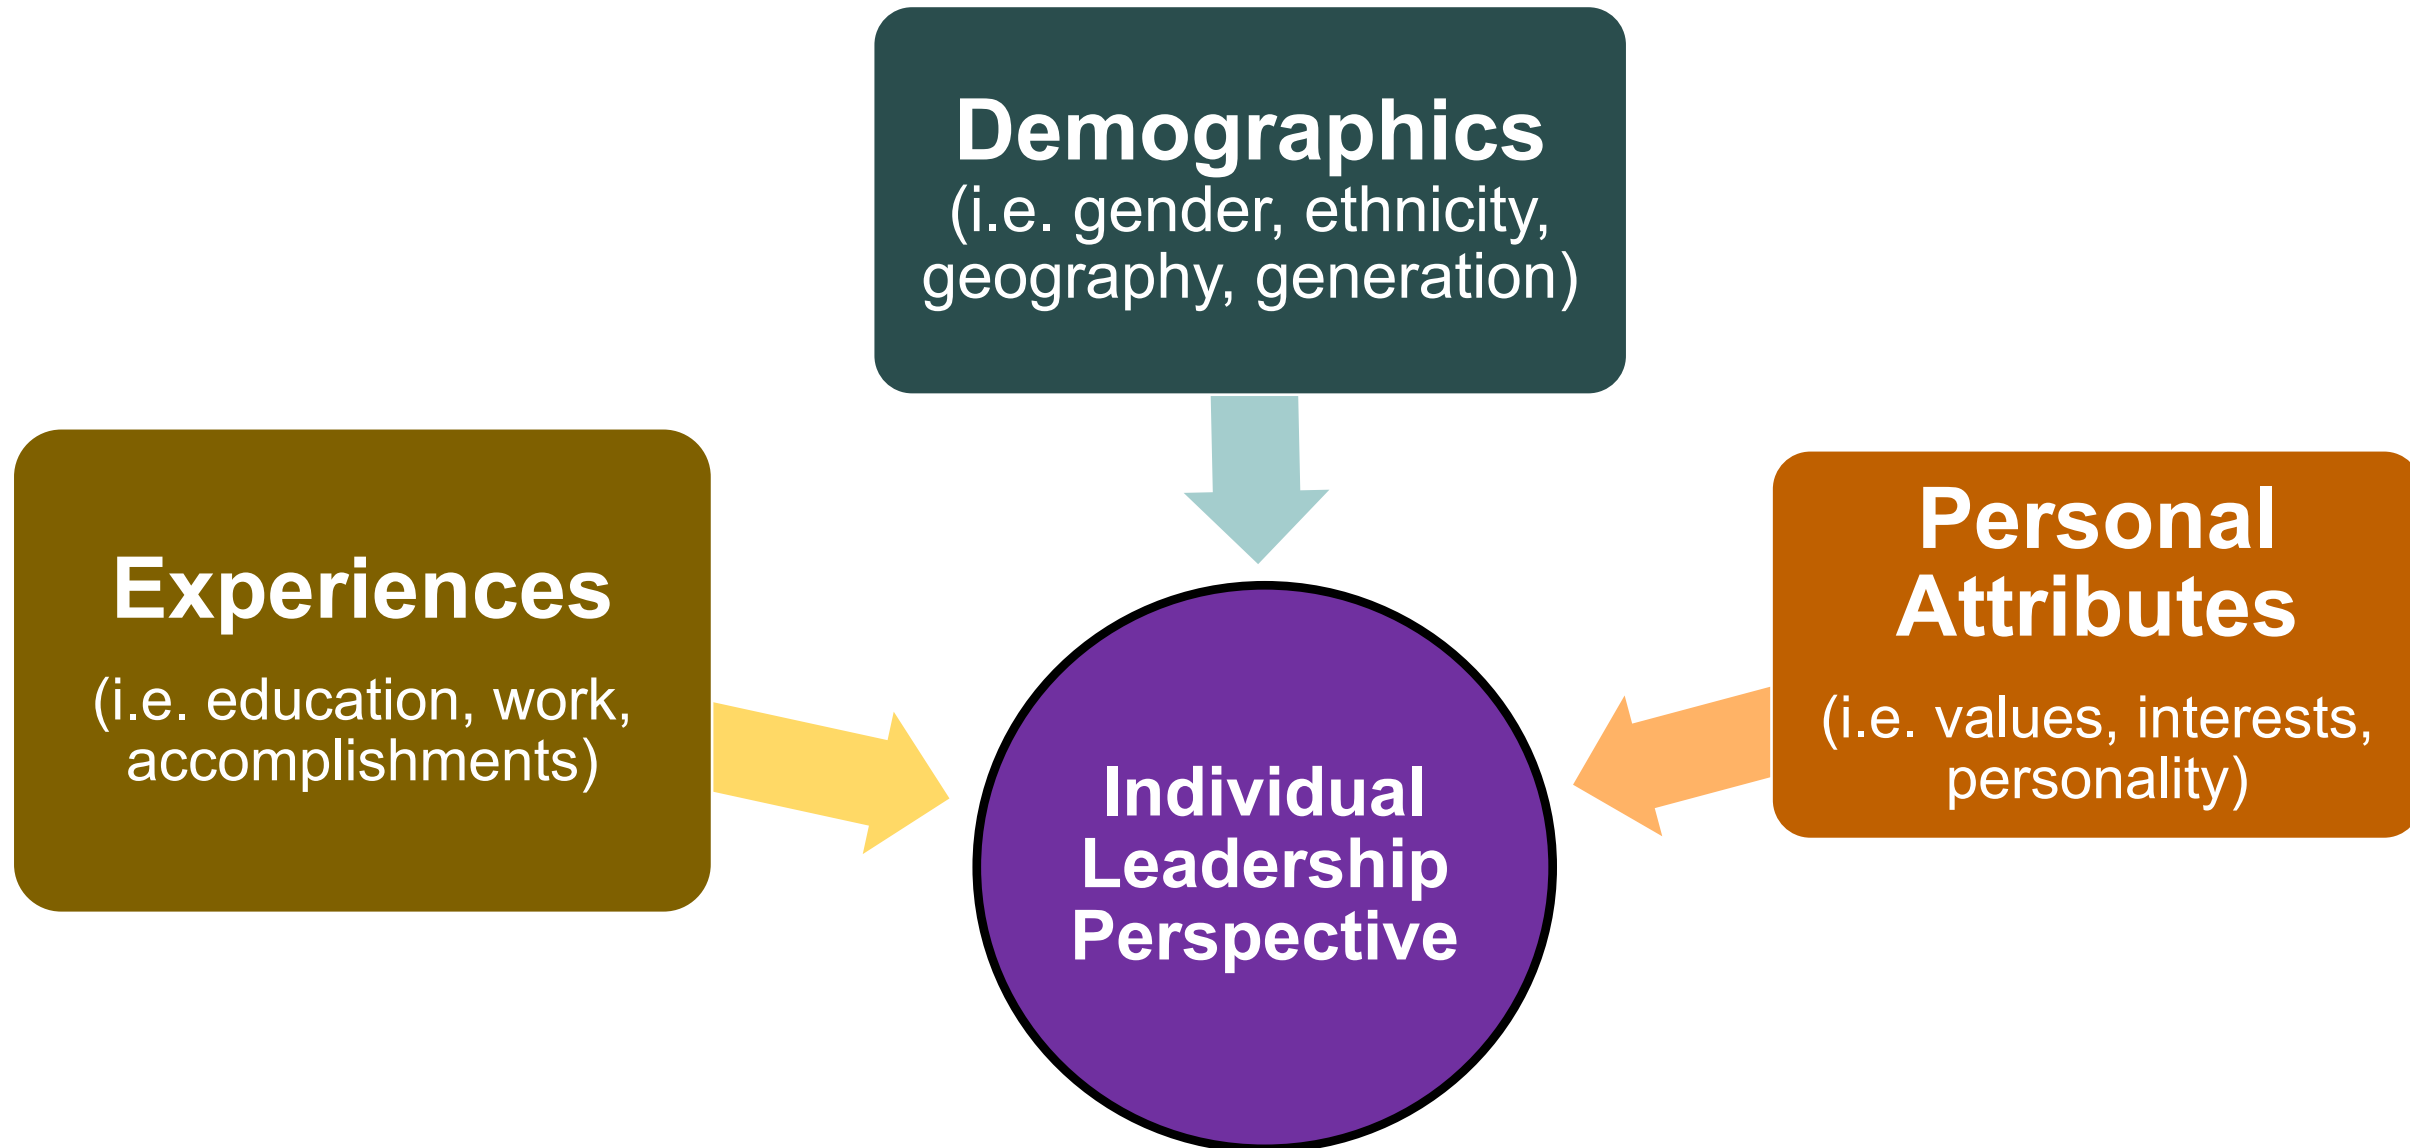 Demographics
(i.e. gender, ethnicity,
geography, generation)
Experiences
(i.e. education, work,
accomplishments)
Personal
Attributes
(i.e. values, interests,
personality)
Individual
Leadership
Perspective